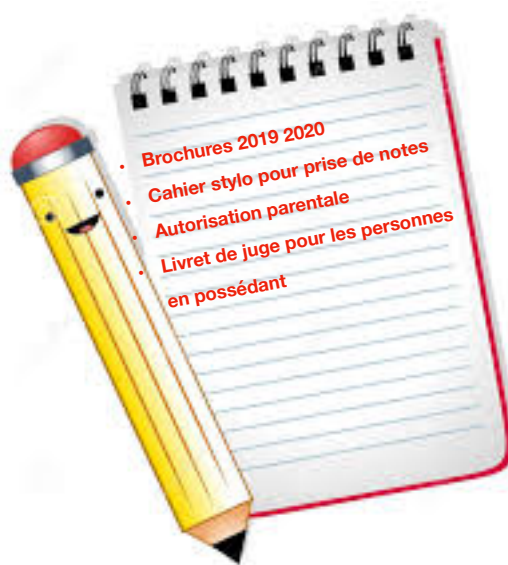 • Brochures 2019 2020
• Cahier stylo pour prise de notes
• Autorisation parentale
• Livret de juge pour les personnes
en possédant